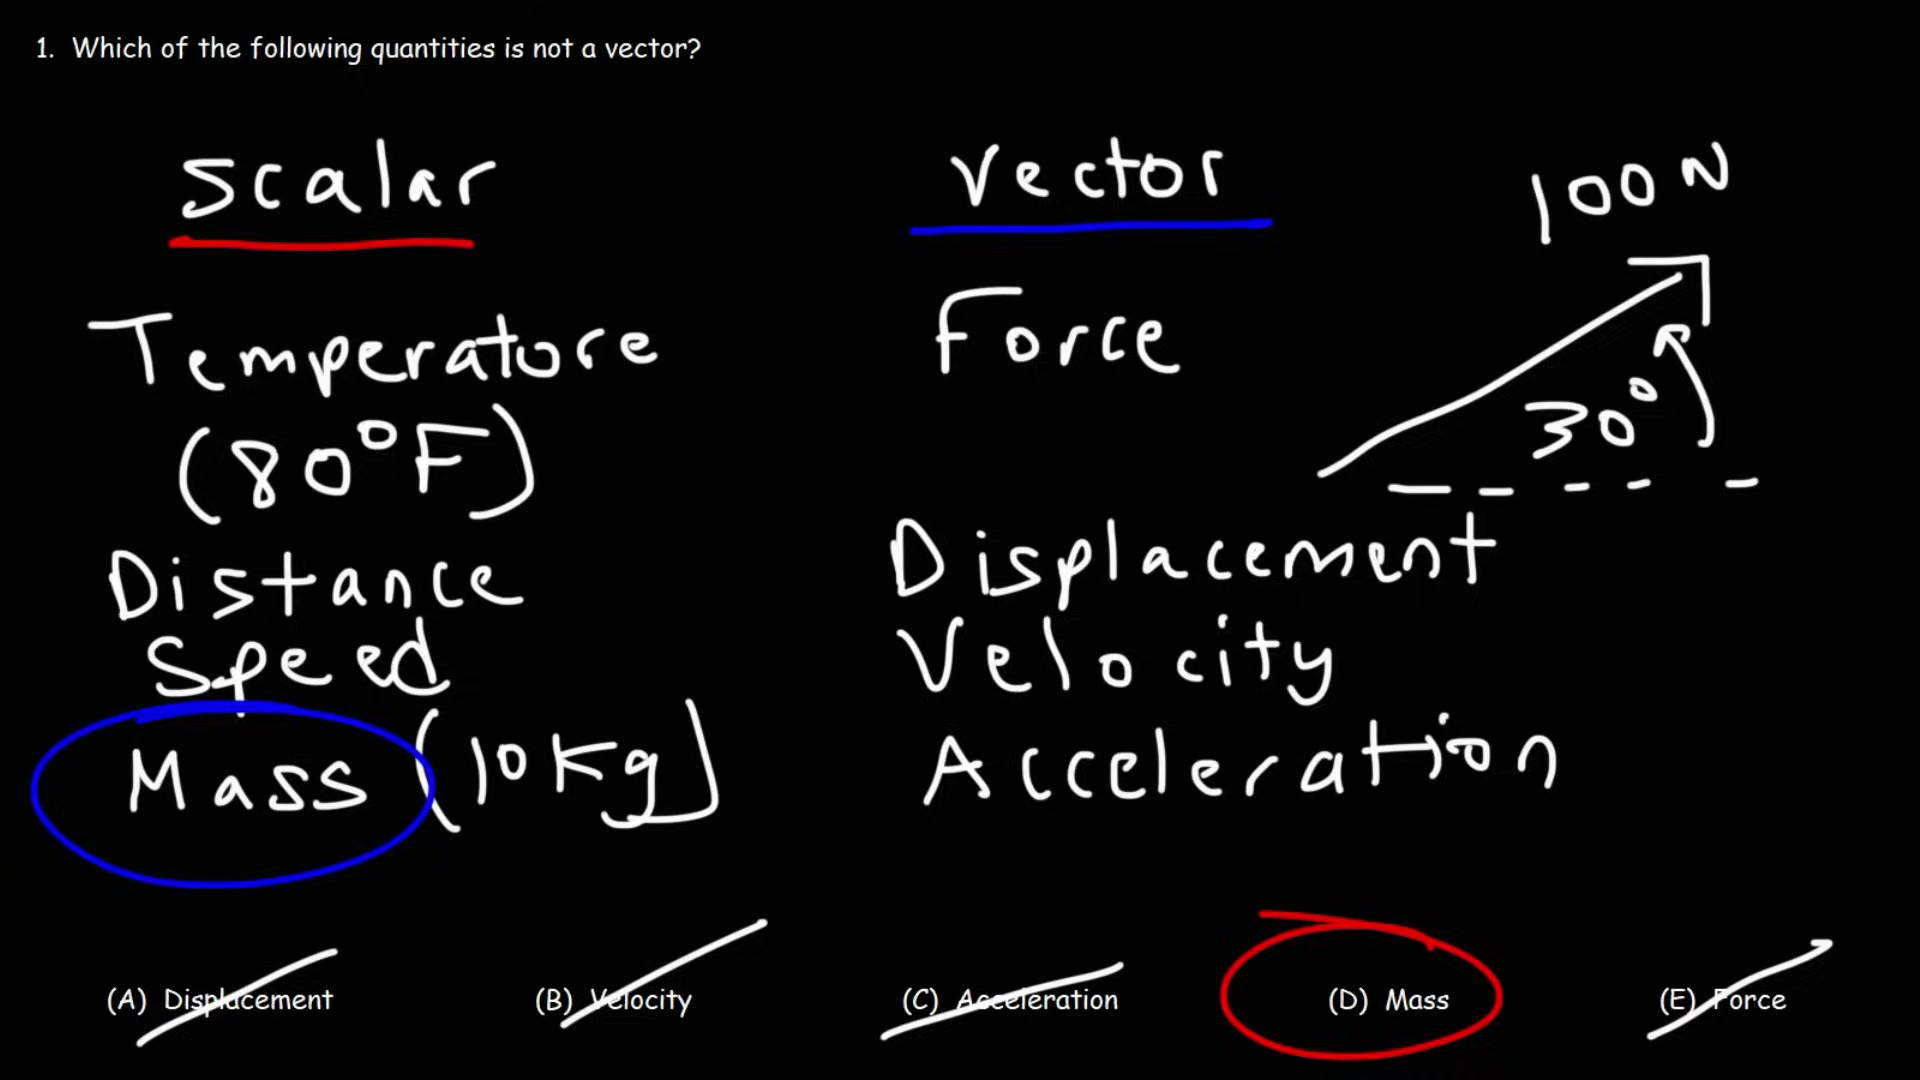 1. Which of the following quantities is not a vector?
Scalar
Vector
100 N
Temperature
Force
(80°F)
30°
Distance
Displacement
Speed
Velocity
Mass (10 Kg)
Acceleration
(A) Displacement
(B) Velocity
(C) Acceleration
(D) Mass
(E) Force